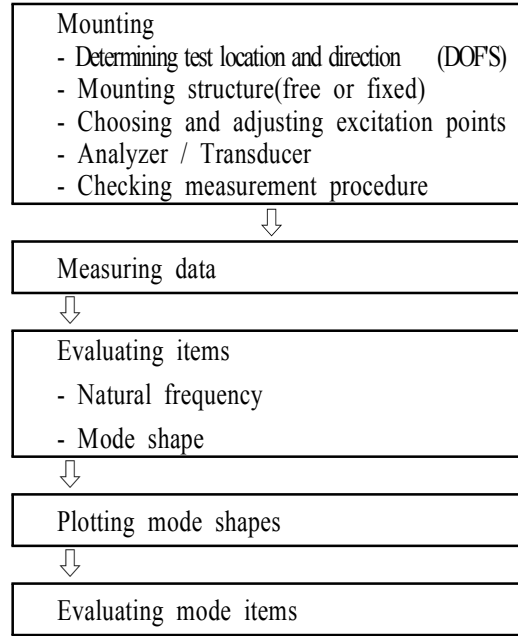 Mounting
- Determining test location and direction (DOF'S)
- Mounting structure(free or fixed)
- Choosing and adjusting excitation points
- Analyzer / Transducer
- Checking measurement procedure
Measuring data
Evaluating items
- Natural frequency
- Mode shape
Plotting mode shapes
Evaluating mode items